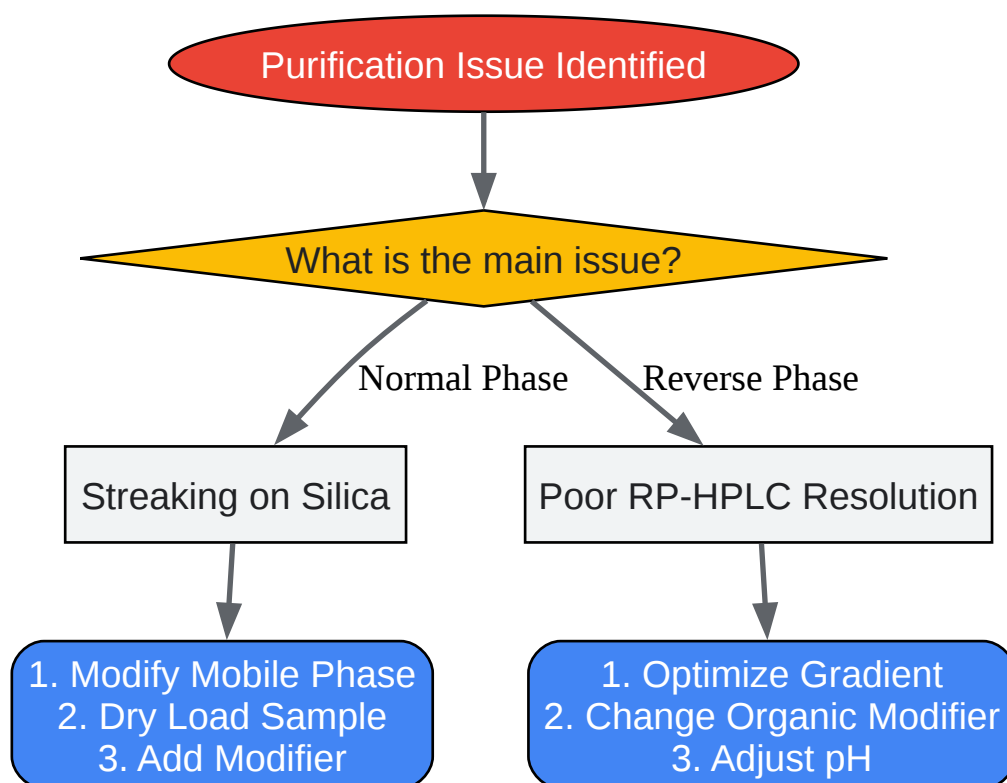 Purification Issue Identified
What is the main issue?
Normal Phase
Reverse Phase
Streaking on Silica
Poor RP-HPLC Resolution
1. Modify Mobile Phase
2. Dry Load Sample
3. Add Modifier
1. Optimize Gradient
2. Change Organic Modifier
3. Adjust pH